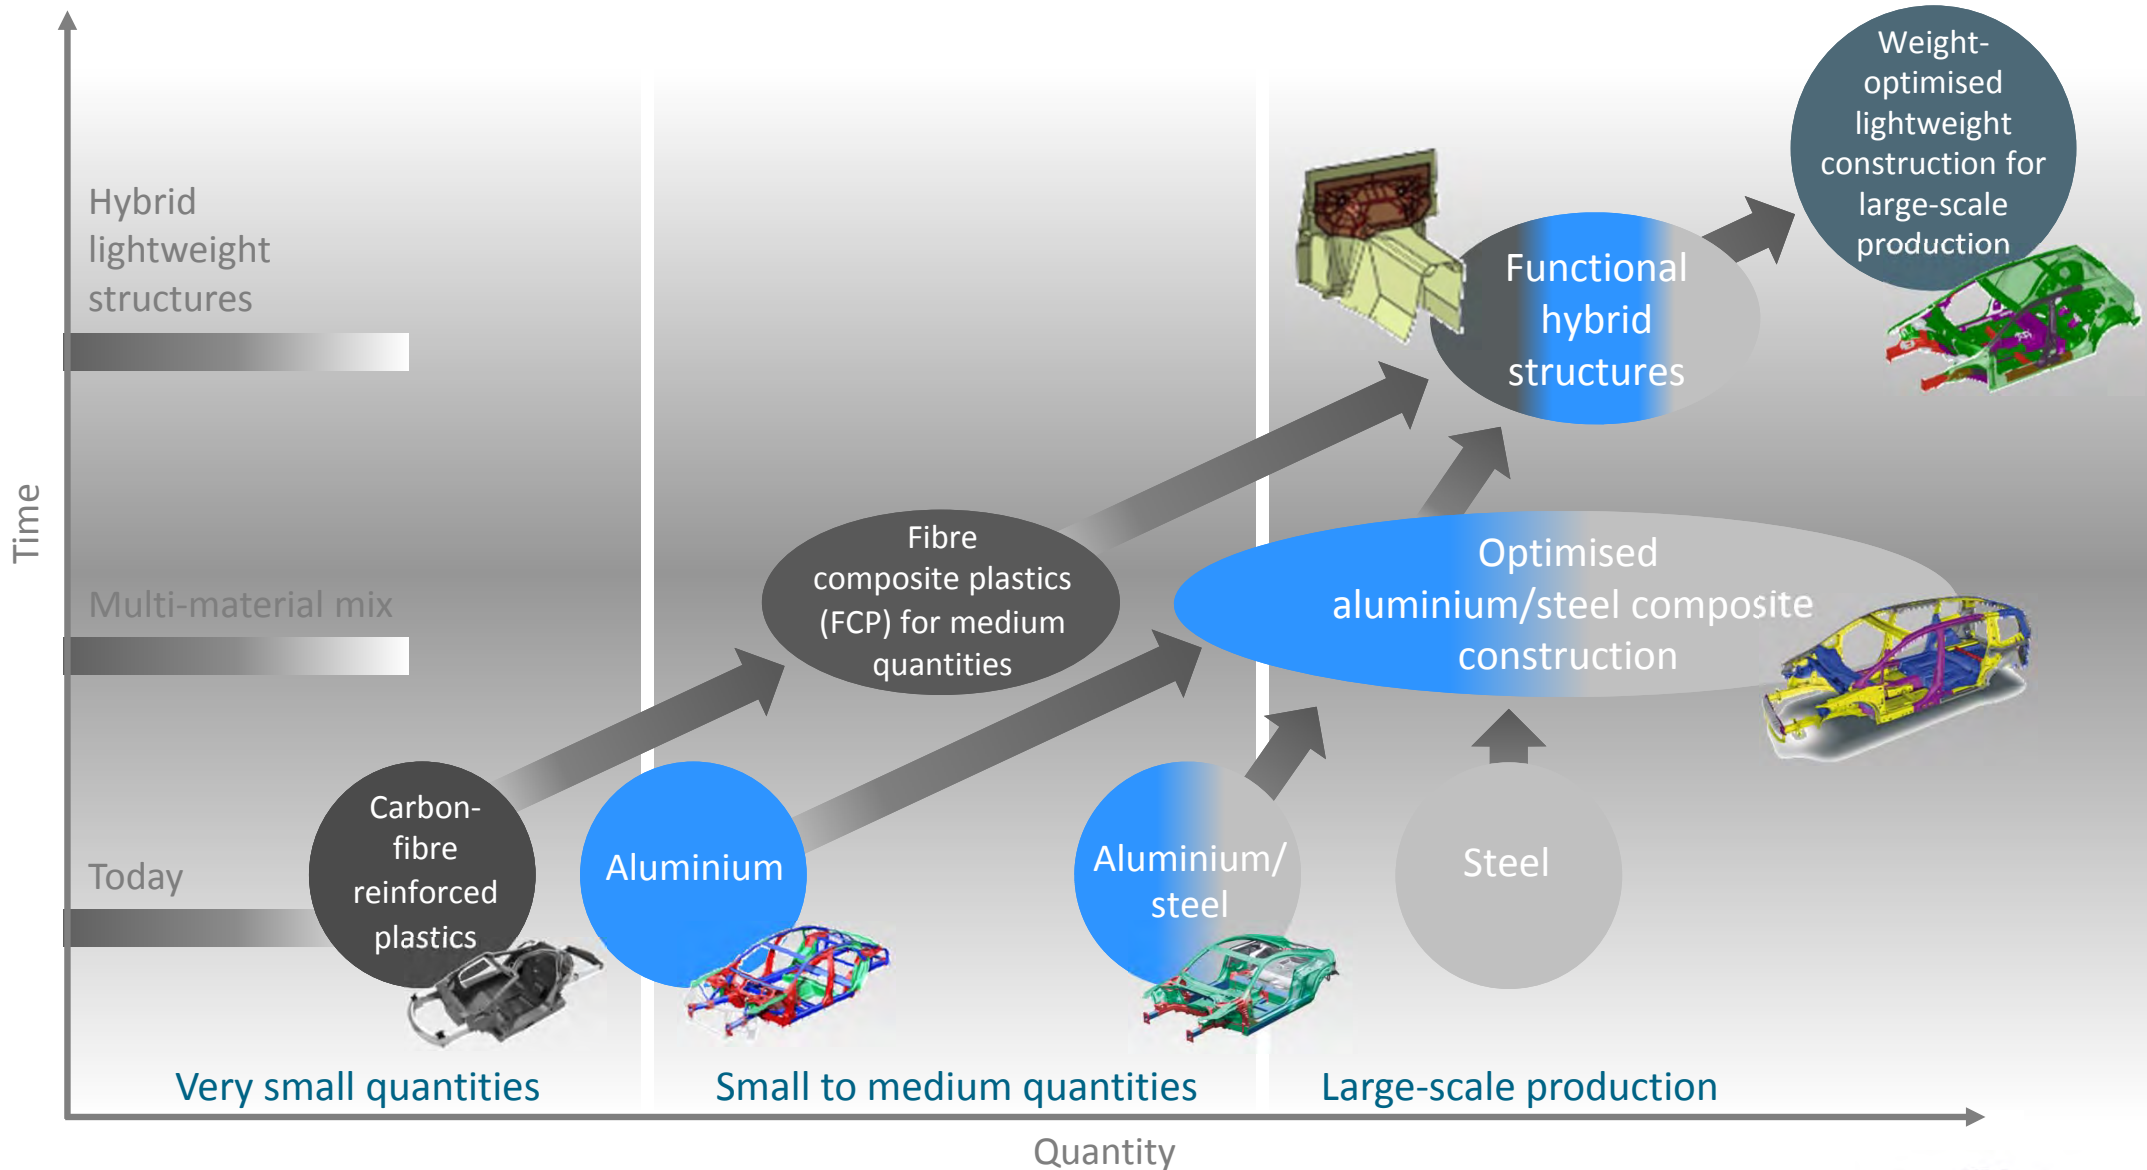 Weight-
optimised
lightweight
construction for
large-scale
production
Hybrid
lightweight
structures
Functional
hybrid
structures
Time
Fibre
composite plastics
(FCP) for medium
quantities
Optimised
aluminium/steel composite
construction
Multi-material mix
Carbon-
fibre
reinforced
plastics
Aluminium
Aluminium/
steel
Steel
Today
Very small quantities
Small to medium quantities
Large-scale production
Quantity